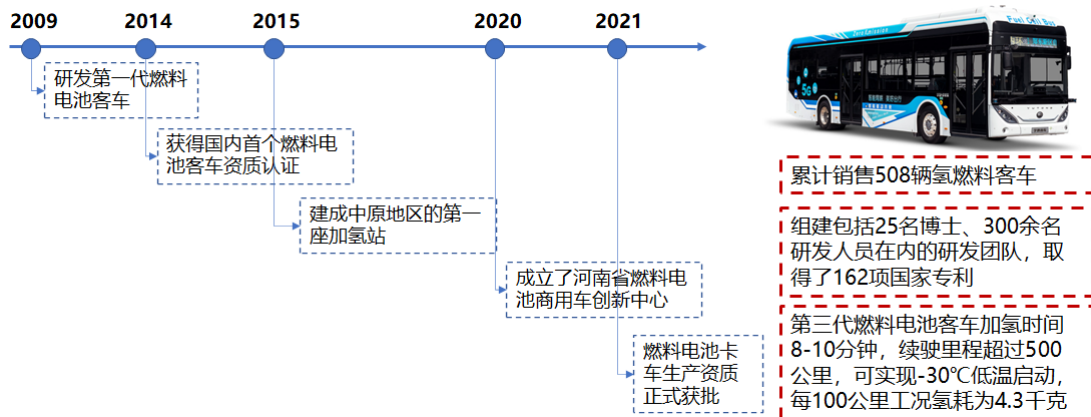 2009
2014
2015
2020
2021
研发第一代燃料
电池客车
获得国内首个燃料电
池客车资质认证
建成中原地区的第一
座加氢站
成立了河南省燃料电
池商用车创新中心
燃料电池卡
车生产资质
正式获批
Fuel Cell Bus
Zero Emission
5G
累计销售508辆氢燃料客车
组建包括25名博士、300余名
研发人员在内的研发团队，取
得了162项国家专利
第三代燃料电池客车加氢时间
8-10分钟，续驶里程超过500
公里，可实现-30℃低温启动，
每100公里工况氢耗为4.3千克